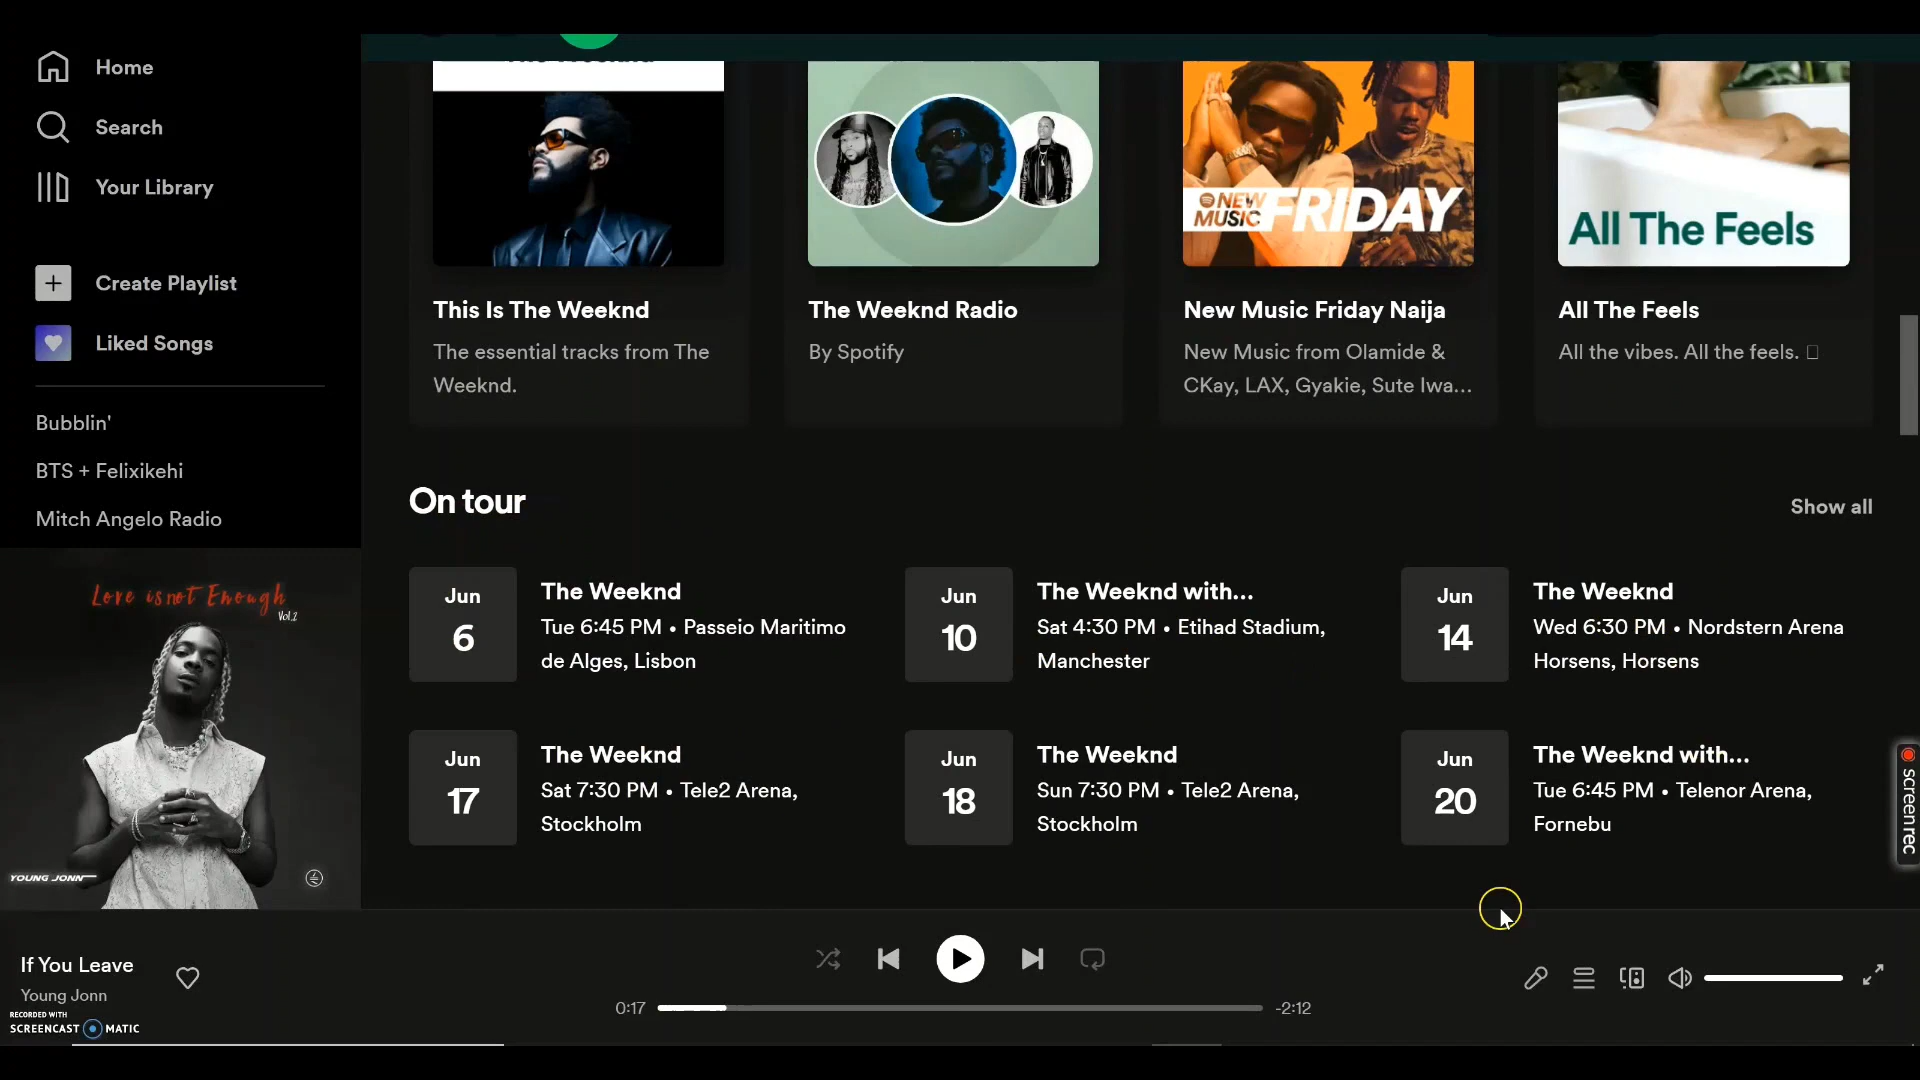 Home
Search
Your Library
Create Playlist
Liked Songs
Bubblin'
BTS + Felixikehi
Mitch Angelo Radio
Love is not Enough
Vol.2
YOUNG JONN
If You Leave
Young Jonn
RECORDED WITH
SCREENCAST MATIC
NEW
MUSIC FRIDAY
All The Feels
This Is The Weeknd
The essential tracks from The
Weeknd.
The Weeknd Radio
By Spotify
New Music Friday Naija
New Music from Olamide &
CKay, LAX, Gyakie, Sute Iwa...
All The Feels
All the vibes. All the feels.
On tour
Show all
Jun
6
The Weeknd
Tue 6:45 PM • Passeio Maritimo
de Alges, Lisbon
Jun
10
The Weeknd with...
Sat 4:30 PM • Etihad Stadium,
Manchester
Jun
14
The Weeknd
Wed 6:30 PM • Nordstern Arena
Horsens, Horsens
Jun
17
The Weeknd
Sat 7:30 PM • Tele2 Arena,
Stockholm
Jun
18
The Weeknd
Sun 7:30 PM • Tele2 Arena,
Stockholm
Jun
20
The Weeknd with...
Tue 6:45 PM • Telenor Arena,
Fornebu
screenrec
0:17
-2:12